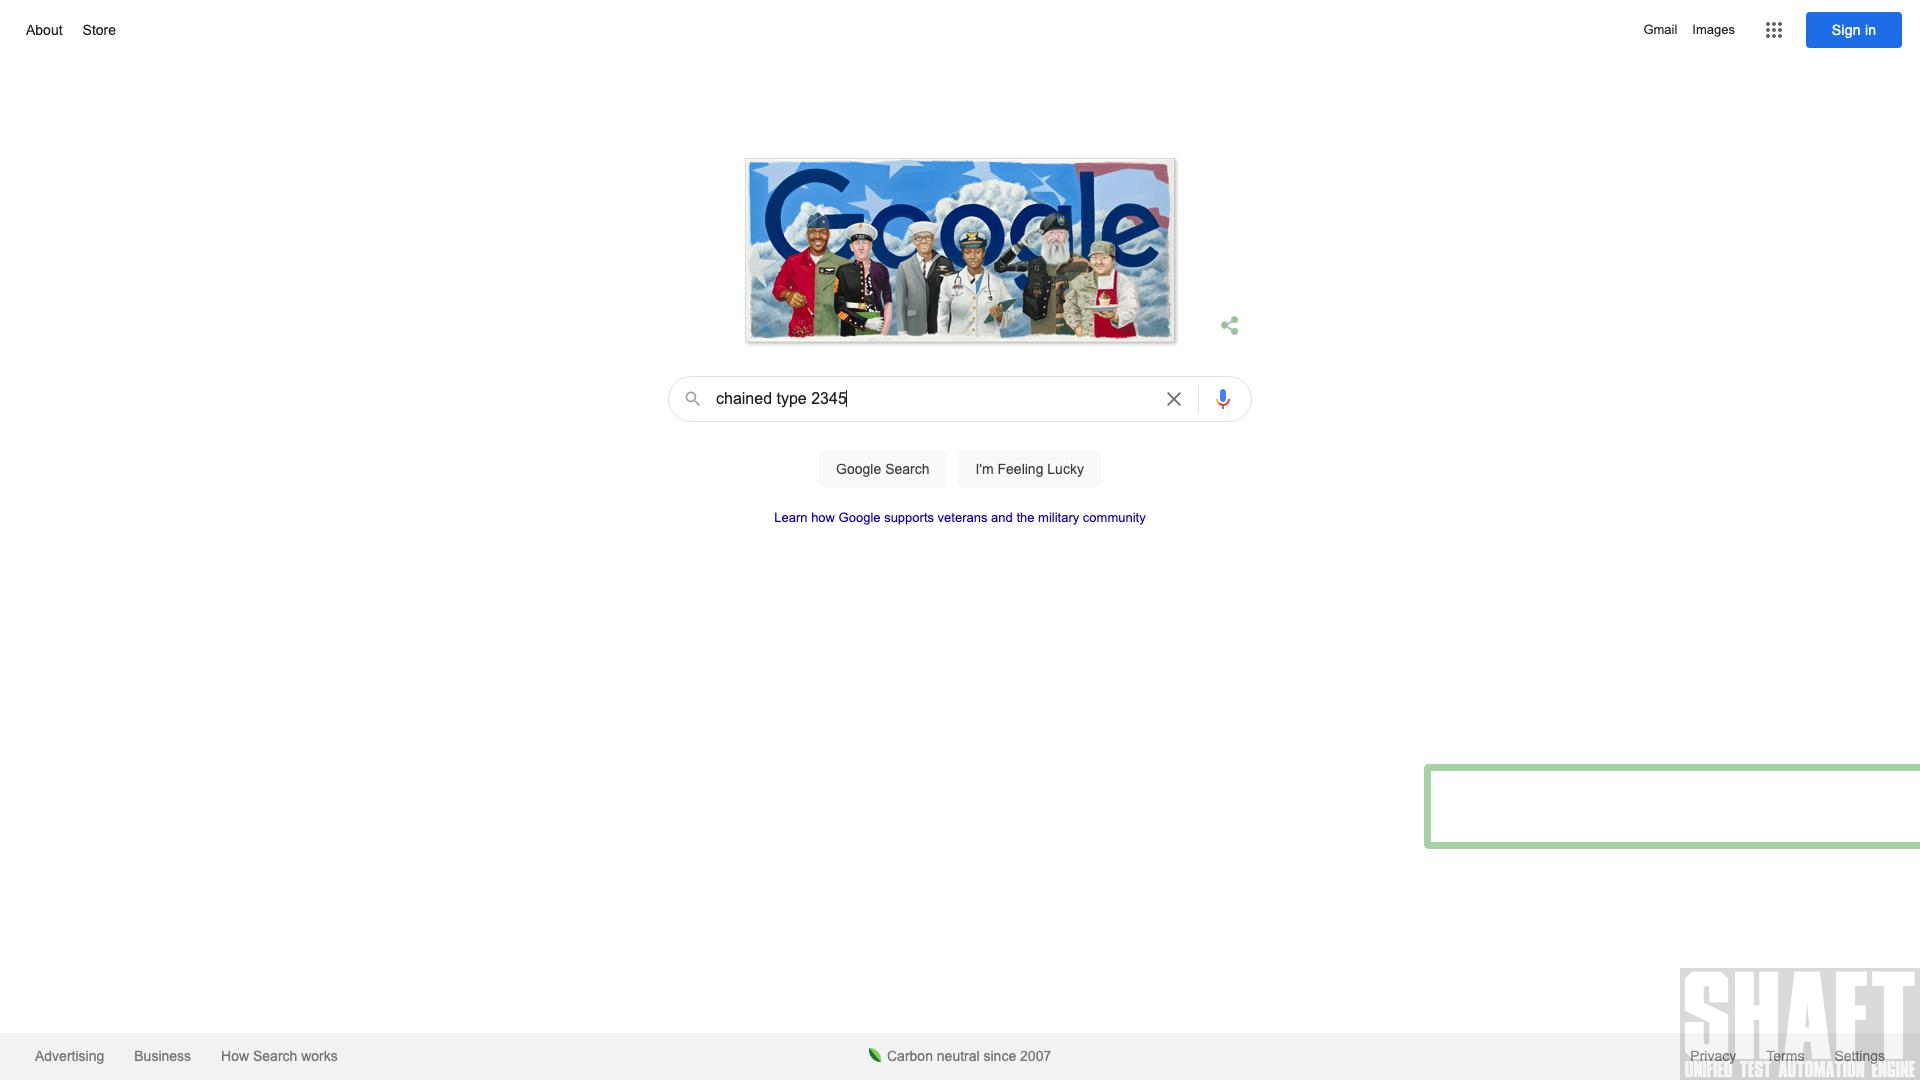 About Store Gmail Images Sign in
Google
chained type 2345
Google Search I'm Feeling Lucky
Learn how Google supports veterans and the military community
SHAFT
Advertising Business How Search works Carbon neutral since 2007 Privacy Terms Settings
UNIFIED TEST AUTOMATION ENGINE